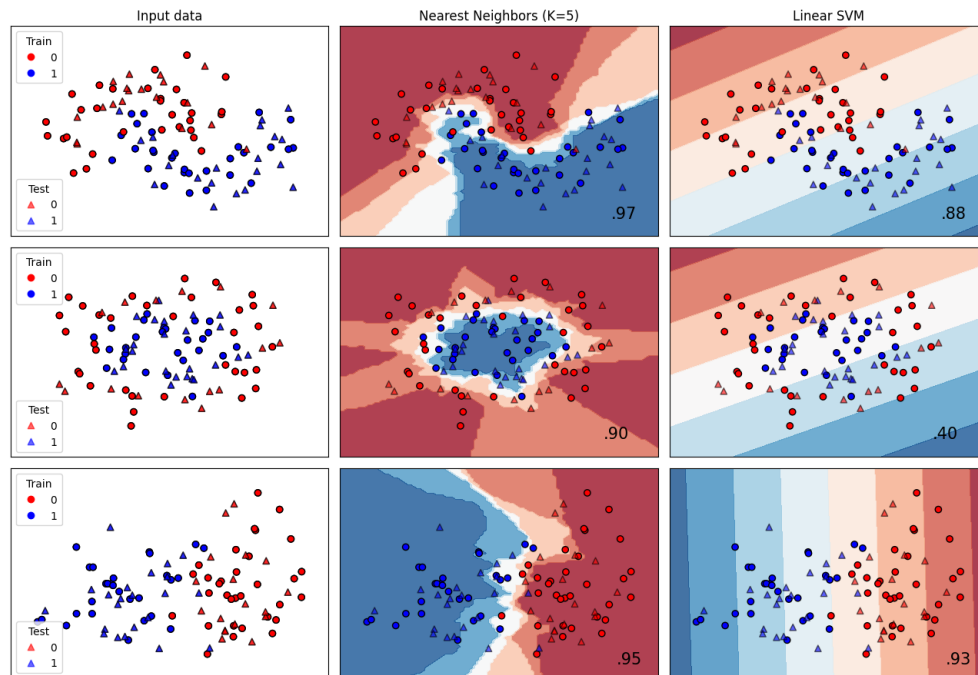 Input data
Nearest Neighbors (K=5)
Linear SVM
Train
0
1
Test
0
1
.97
.88
Train
0
1
Test
0
1
.90
.40
Train
0
1
Test
0
1
.95
.93